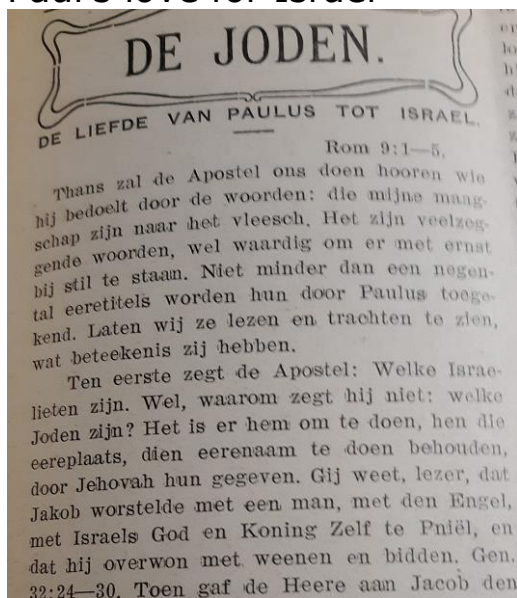 DE JODEN.
DE LIEFDE VAN PAULUS TOT ISRAEL.
Rom 9:1—5.
Thans zal de Apostel ons doen hooren wie
hij bedoelt door de woorden: die mijne maag-
schap zijn naar het vleesch. Het zijn veelzeg-
gende woorden, wel waardig om er met ernst
bij stil te staan. Niet minder dan een negen-
tal eeretitels worden hun door Paulus toege-
kend. Laten wij ze lezen en trachten te zien,
wat beteekenis zij hebben.
Ten eerste zegt de Apostel: Welke Israe-
lieten zijn. Wel, waarom zegt hij niet: welke
Joden zijn? Het is er hem om te doen, hen die
eereplaats, dien eerenaam te doen behouden,
door Jehovah hun gegeven. Gij weet, lezer, dat
Jakob worstelde met een man, met den Engel,
met Israels God en Koning Zelf te Pniël, en
dat hij overwon met weenen en bidden. Gen.
32:24—30. Toen gaf de Heere aan Jacob den